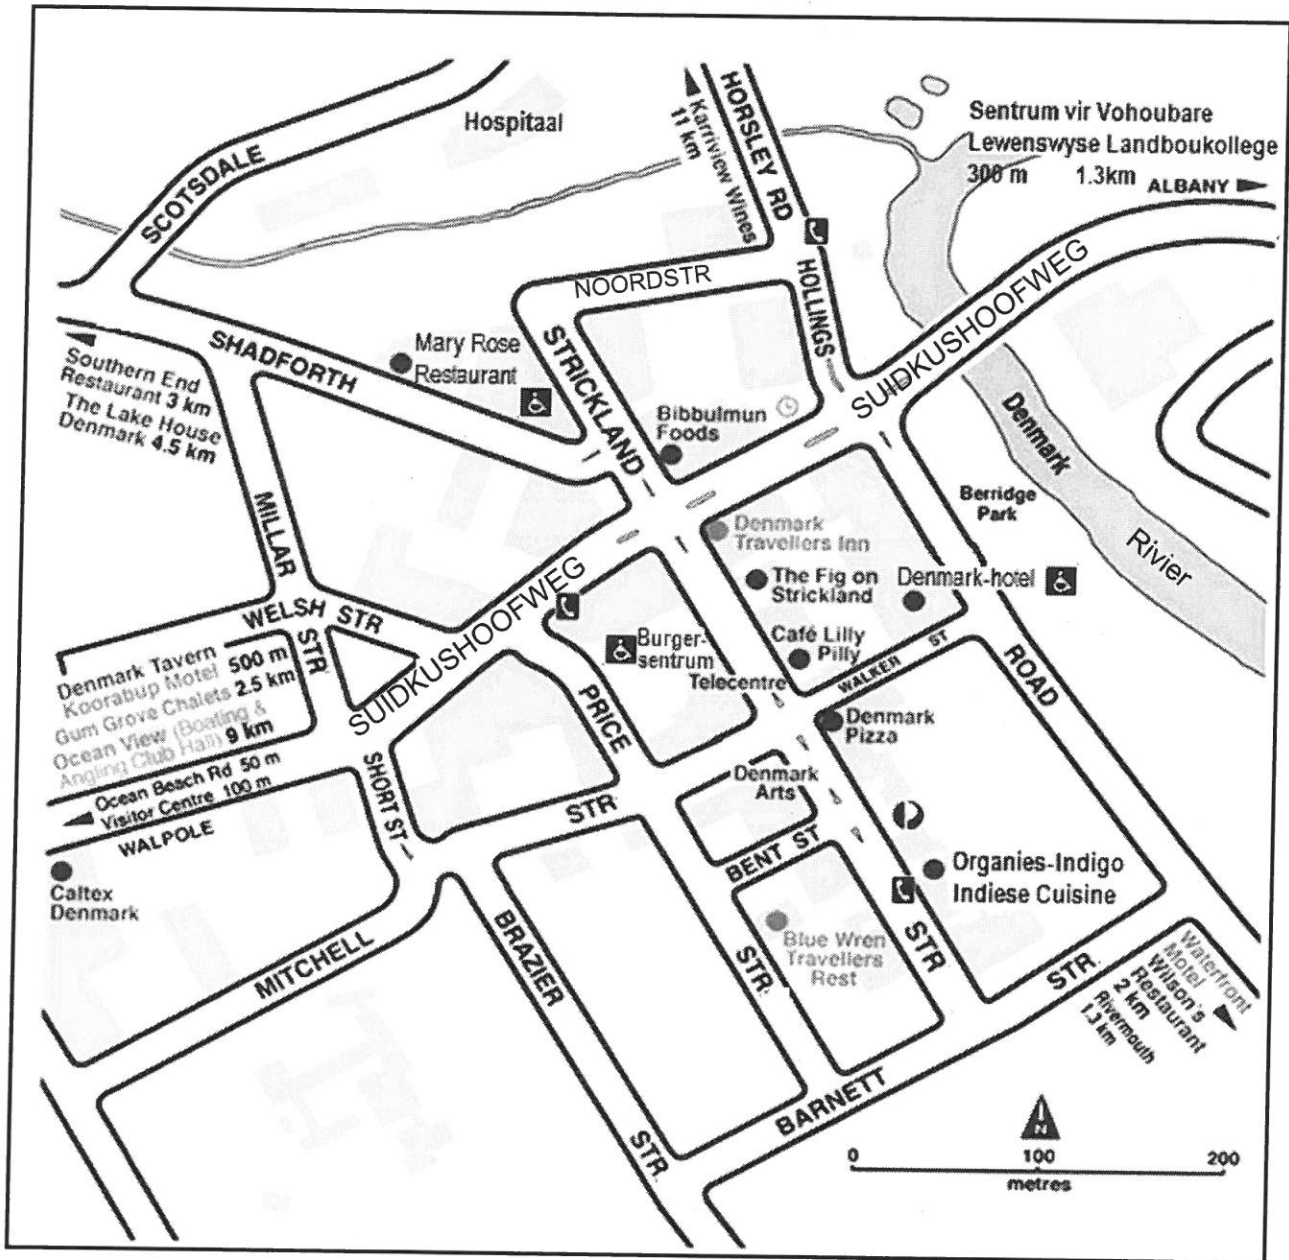 Hospitaal
SCOTSDALE
Karriview Wines
11 km
HORSLEY RD
Sentrum vir Vohoubare
Lewenswyse Landboukollege
300 m 1.3km ALBANY
NOORDSTR
HOLLINGS
SUIDKUSHOOFWEG
SHADFORTH
Mary Rose
Restaurant
STRICKLAND
Southern End
Restaurant 3 km
The Lake House
Denmark 4.5 km
Bibbulmun
Foods
Denmark
Rivier
Berridge
Park
MILLAR
STR
WELSH STR
SUIDKUSHOOFWEG
Denmark
Travellers Inn
The Fig on
Strickland
Denmark-hotel
Café Lilly
Pilly
WALKER ST
ROAD
Burger-
sentrum
Telecentre
PRICE
STR
Denmark Tavern
Koorabup Motel 500 m
Gum Grove Chalets 2.5 km
Ocean View (Boating &
Angling Club Hall) 9 km
Ocean Beach Rd 50 m
Visitor Centre 100 m
WALPOLE
SHORT ST
Denmark
Pizza
Denmark
Arts
BENT ST
Organies-Indigo
Indiese Cuisine
Caltex
Denmark
MITCHELL
BRAZIER
STR
STR
Blue Wren
Travellers
Rest
STR
BARNETT
STR
Waterfront
Motel
Wilson's
Restaurant
2 km
Rivermouth
1.3 km
N
0 100 200
metres